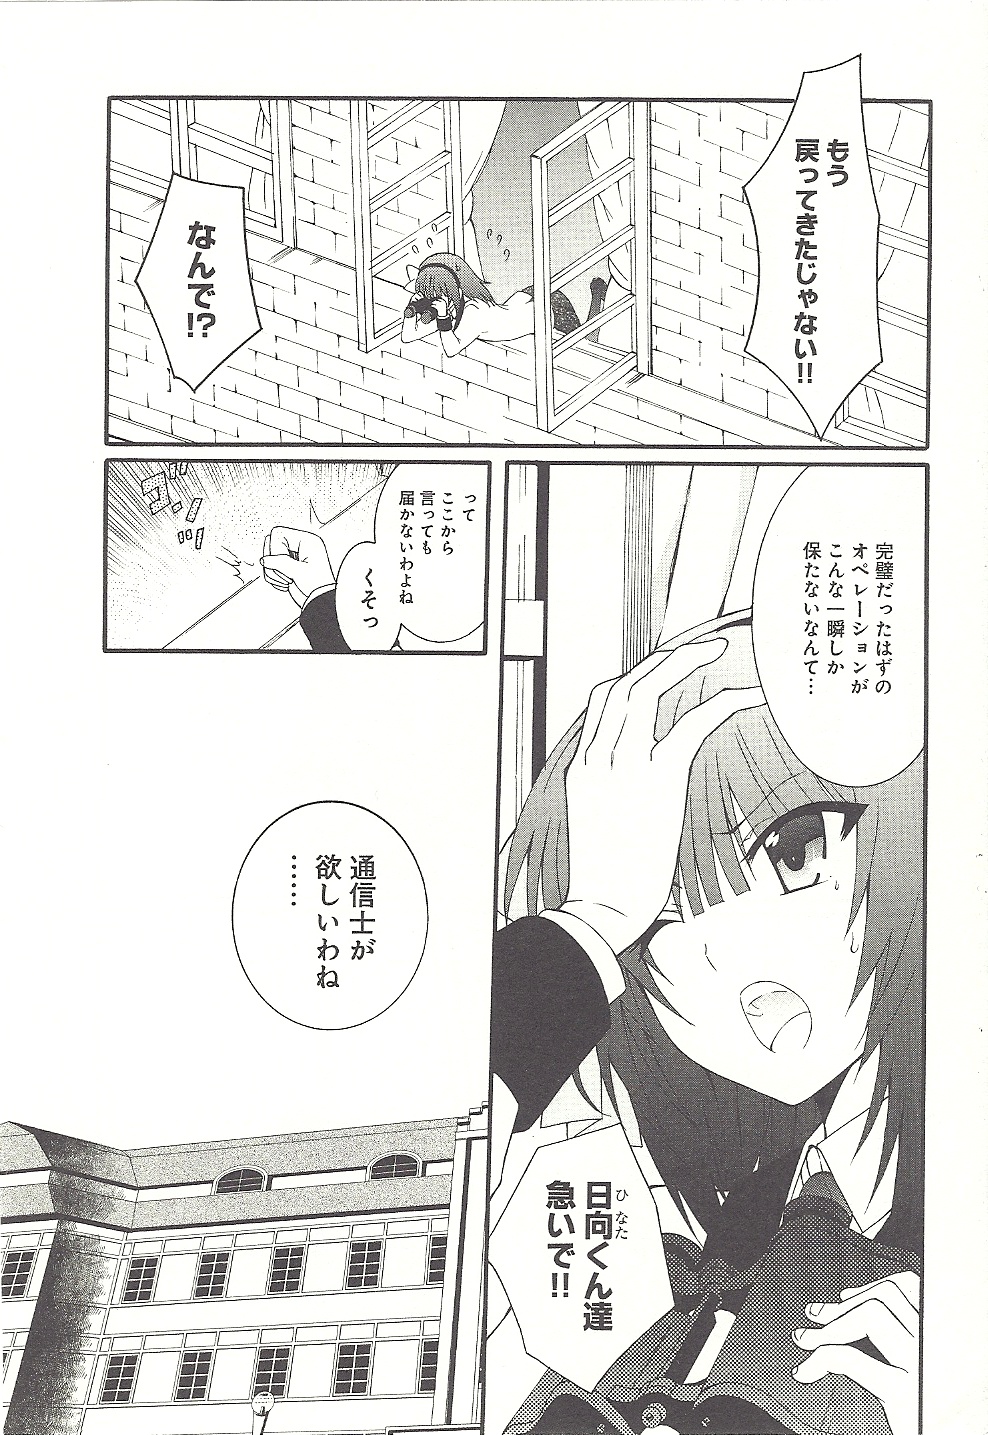 もう
戻ってきたじゃない!!
なんで!?
完璧だったはずの
オペレーションが
こんな一瞬しか
保たないなんて…
日向くん達
ひなた
急いで!!
って
ここから
言っても
届かないわよね
くそっ
ゴンッ
通信士が
欲しいわね
……